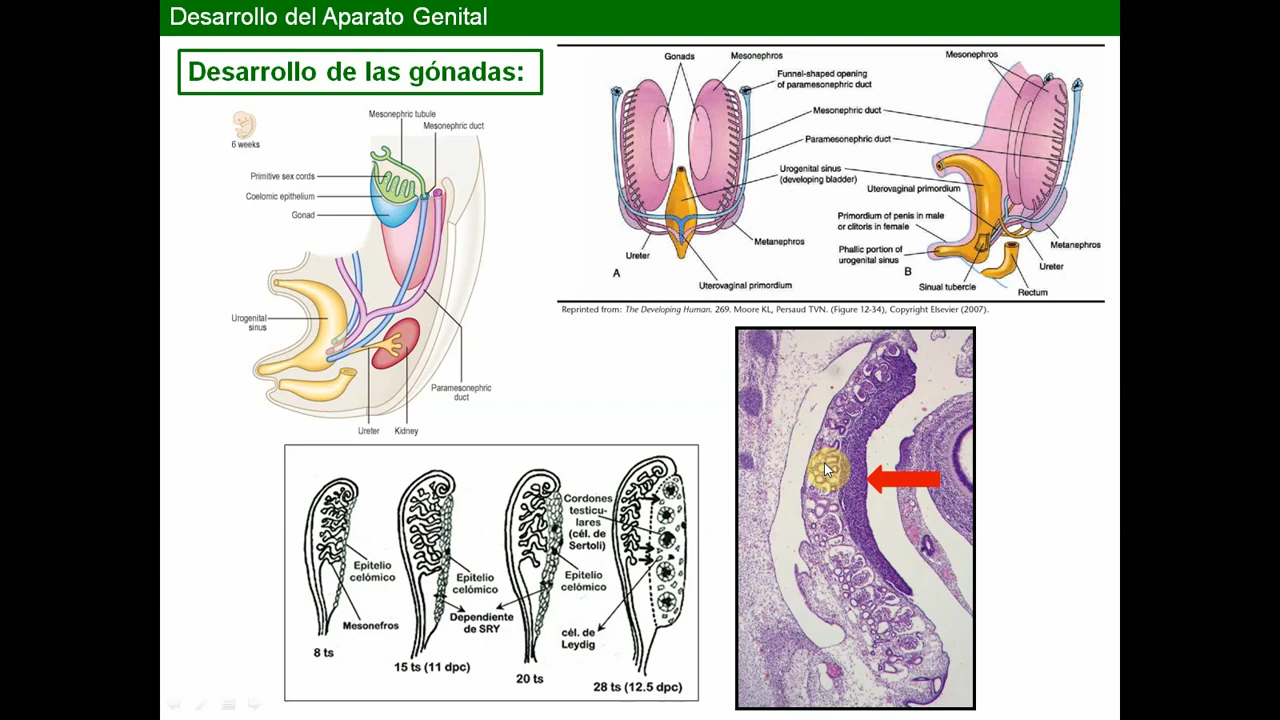 Desarrollo del Aparato Genital
Desarrollo de las gónadas:
6 weeks
Mesonephric tubule
Mesonephric duct
Primitive sex cords
Coelomic epithelium
Gonad
Urogenital
sinus
Paramesonephric
duct
Ureter
Kidney
Gonads
Mesonephros
Funnel-shaped opening
of paramesonephric duct
Mesonephric duct
Paramesonephric duct
Urogenital sinus
(developing bladder)
Ureter
Metanephros
A
Uterovaginal primordium
Mesonephros
Uterovaginal primordium
Primordium of penis in male
or clitoris in female
Phallic portion of
urogenital sinus
B
Sinual tubercle
Metanephros
Ureter
Rectum
Reprinted from: The Developing Human. 269. Moore KL, Persaud TVN. (Figure 12-34), Copyright Elsevier (2007).
Epitelio
celómico
Mesonefros
8 ts
Epitelio
celómico
Dependiente
de SRY
15 ts (11 dpc)
Epitelio
celómico
20 ts
Cordones
testicu-
lares
(cél. de
Sertoli)
cél. de
Leydig
28 ts (12.5 dpc)